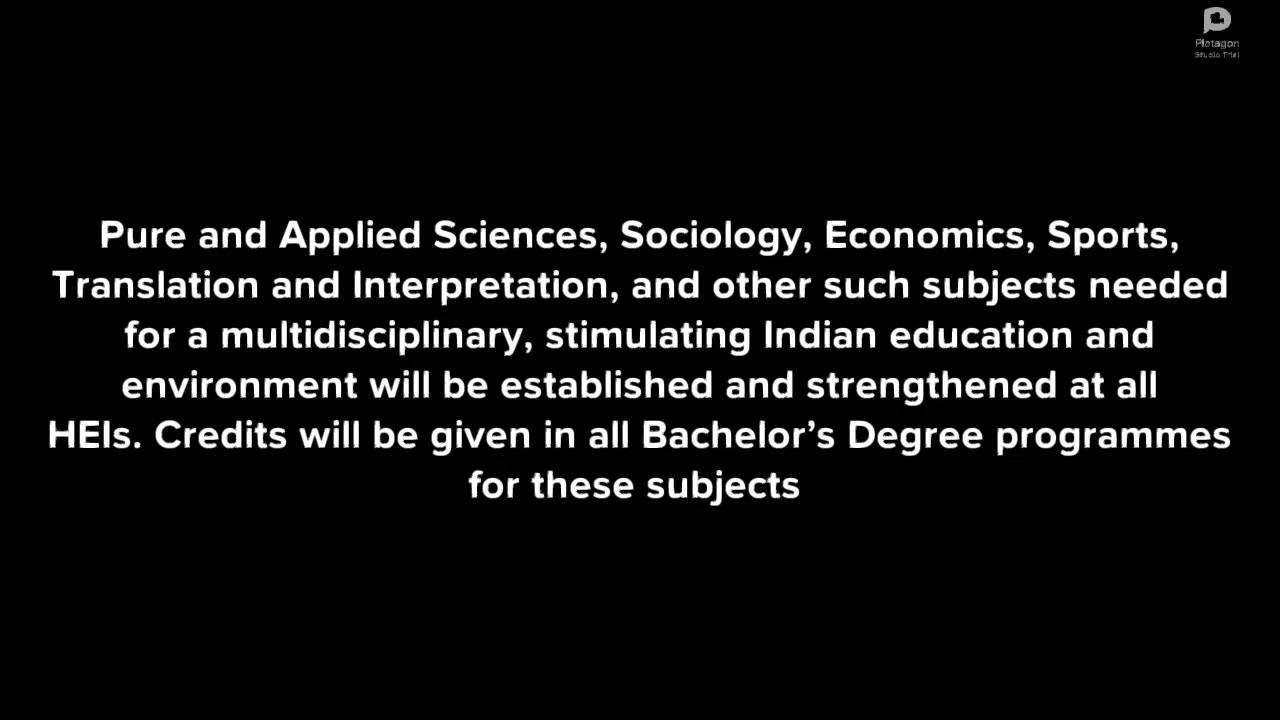 Plotagon
Studio Trial
Pure and Applied Sciences, Sociology, Economics, Sports,
Translation and Interpretation, and other such subjects needed
for a multidisciplinary, stimulating Indian education and
environment will be established and strengthened at all
HEIs. Credits will be given in all Bachelor’s Degree programmes
for these subjects